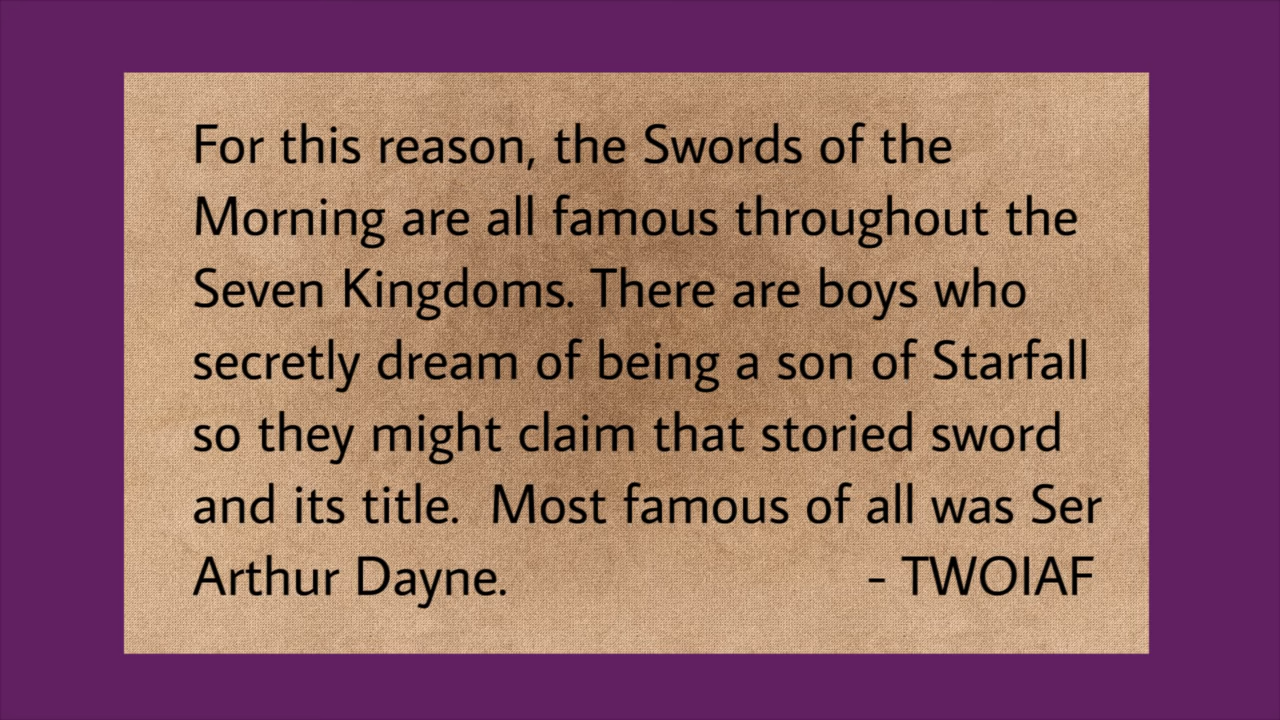 For this reason, the Swords of the
Morning are all famous throughout the
Seven Kingdoms. There are boys who
secretly dream of being a son of Starfall
so they might claim that storied sword
and its title.  Most famous of all was Ser
Arthur Dayne. - TWOIAF